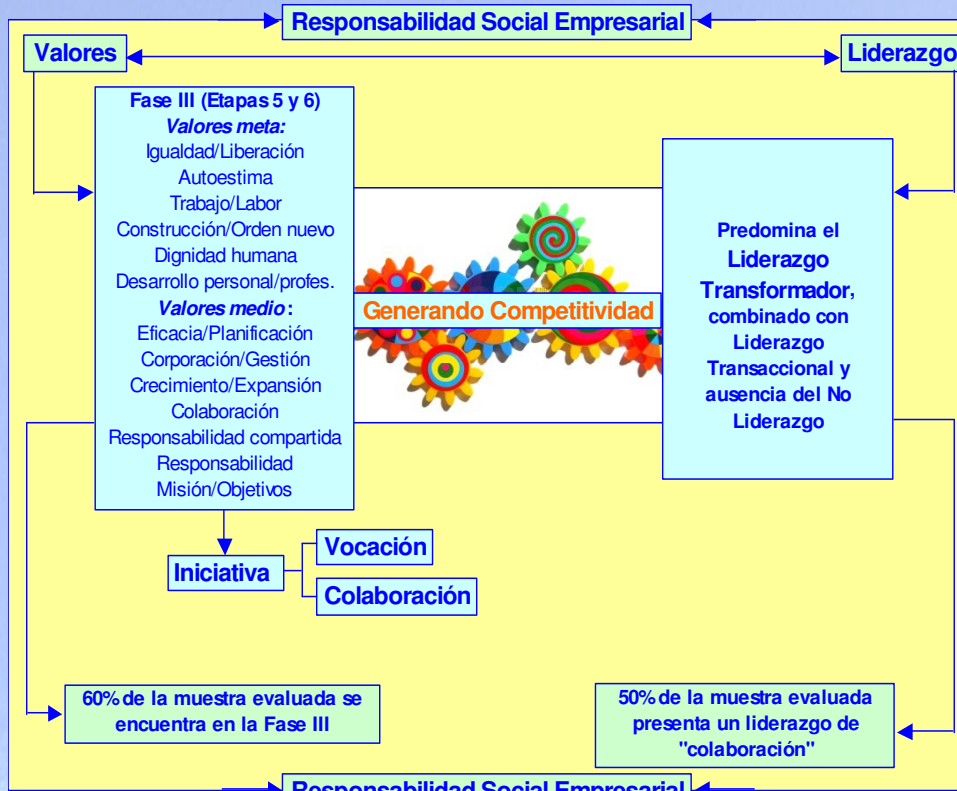 Responsabilidad Social Empresarial
Valores
Liderazgo
Fase III (Etapas 5 y 6)
Valores meta:
Igualdad/Liberación
Autoestima
Trabajo/Labor
Construcción/Orden nuevo
Dignidad humana
Desarrollo personal/profes.
Valores medio:
Eficacia/Planificación
Corporación/Gestión
Crecimiento/Expansión
Colaboración
Responsabilidad compartida
Responsabilidad
Misión/Objetivos
Generando Competitividad
Predomina el
Liderazgo
Transformador,
combinado con
Liderazgo
Transaccional y
ausencia del No
Liderazgo
Iniciativa
Vocación
Colaboración
60% de la muestra evaluada se
encuentra en la Fase III
50% de la muestra evaluada
presenta un liderazgo de
"colaboración"
Responsabilidad Social Empresarial